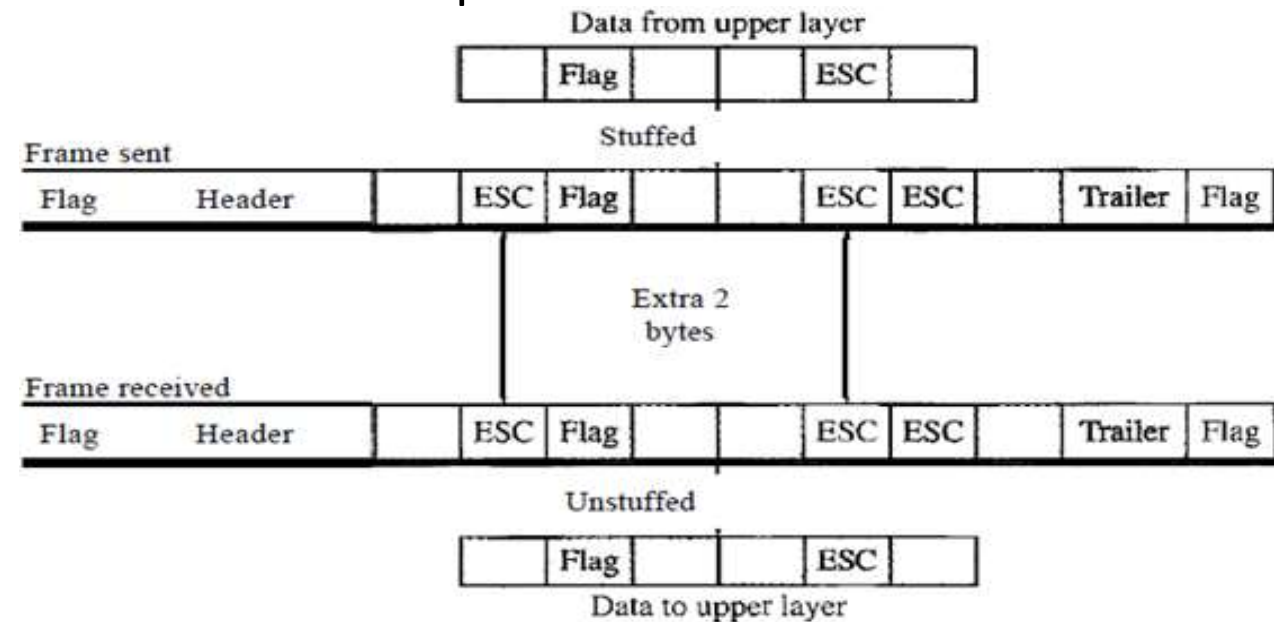 Data from upper layer
Flag ESC
Stuffed
Frame sent
Flag Header ESC Flag ESC ESC Trailer Flag
Extra 2
bytes
Frame received
Flag Header ESC Flag ESC ESC Trailer Flag
Unstuffed
Flag ESC
Data to upper layer